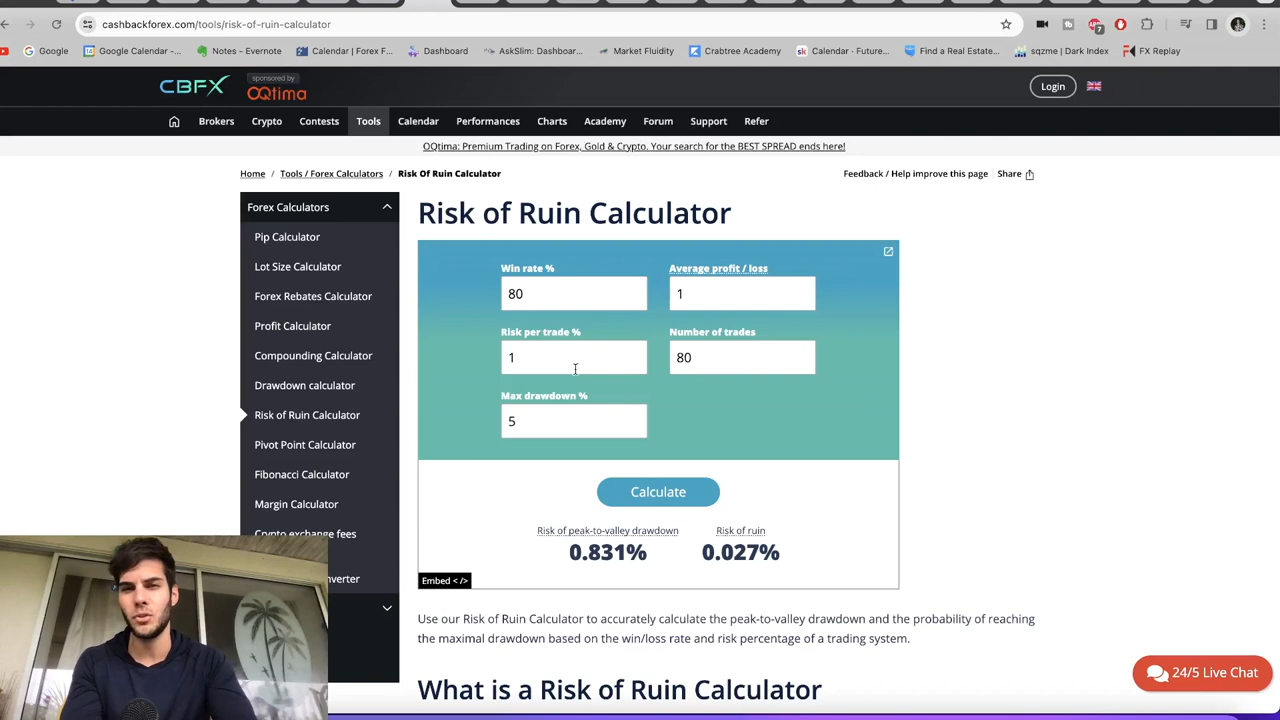 cashbackforex.com/tools/risk-of-ruin-calculator
Google
Google Calendar -...
Notes – Evernote
Calendar | Forex F...
Dashboard
AskSlim: Dashboar...
Market Fluidity
Crabtree Academy
Calendar · Future...
Find a Real Estate...
sqzme | Dark Index
FX Replay
7
CBFX
sponsored by
OQtima
Login
Brokers
Crypto
Contests
Tools
Calendar
Performances
Charts
Academy
Forum
Support
Refer
OQtima: Premium Trading on Forex, Gold & Crypto. Your search for the BEST SPREAD ends here!
Home / Tools / Forex Calculators / Risk Of Ruin Calculator
Feedback / Help improve this page
Share
Forex Calculators
Pip Calculator
Lot Size Calculator
Forex Rebates Calculator
Profit Calculator
Compounding Calculator
Drawdown calculator
Risk of Ruin Calculator
Pivot Point Calculator
Fibonacci Calculator
Margin Calculator
Crypto exchange fees
Risk of Ruin Calculator
Win rate %
80
Average profit / loss
1
Risk per trade %
1
Number of trades
80
Max drawdown %
5
Calculate
Risk of peak-to-valley drawdown
0.831%
Risk of ruin
0.027%
Embed </>
Use our Risk of Ruin Calculator to accurately calculate the peak-to-valley drawdown and the probability of reaching
the maximal drawdown based on the win/loss rate and risk percentage of a trading system.
What is a Risk of Ruin Calculator
24/5 Live Chat